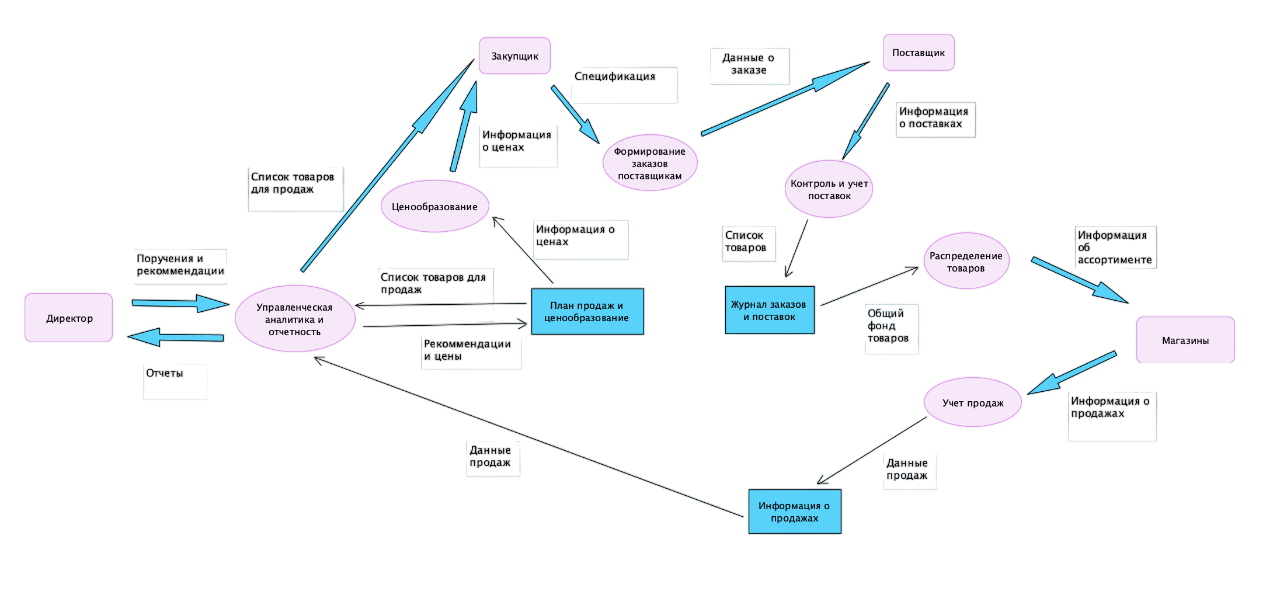 Закупщик
Поставщик
Данные о
заказе
Спецификация
Информация
о поставках
Информация
о ценах
Формирование
заказов
поставщикам
Список товаров
для продаж
Контроль и учет
поставок
Ценообразование
Информация о
ценах
Список
товаров
Информация
об
ассортименте
Поручения и
рекоммендации
Распределение
товаров
Список товаров для
продаж
Директор
Управленческая
аналитика и
отчетность
План продаж и
ценообразование
Журнал заказов
и поставок
Общий
фонд
товаров
Магазины
Рекоммендации
и цены
Отчеты
Учет продаж
Информация о
продажах
Данные
продаж
Данные
продаж
Информация о
продажах